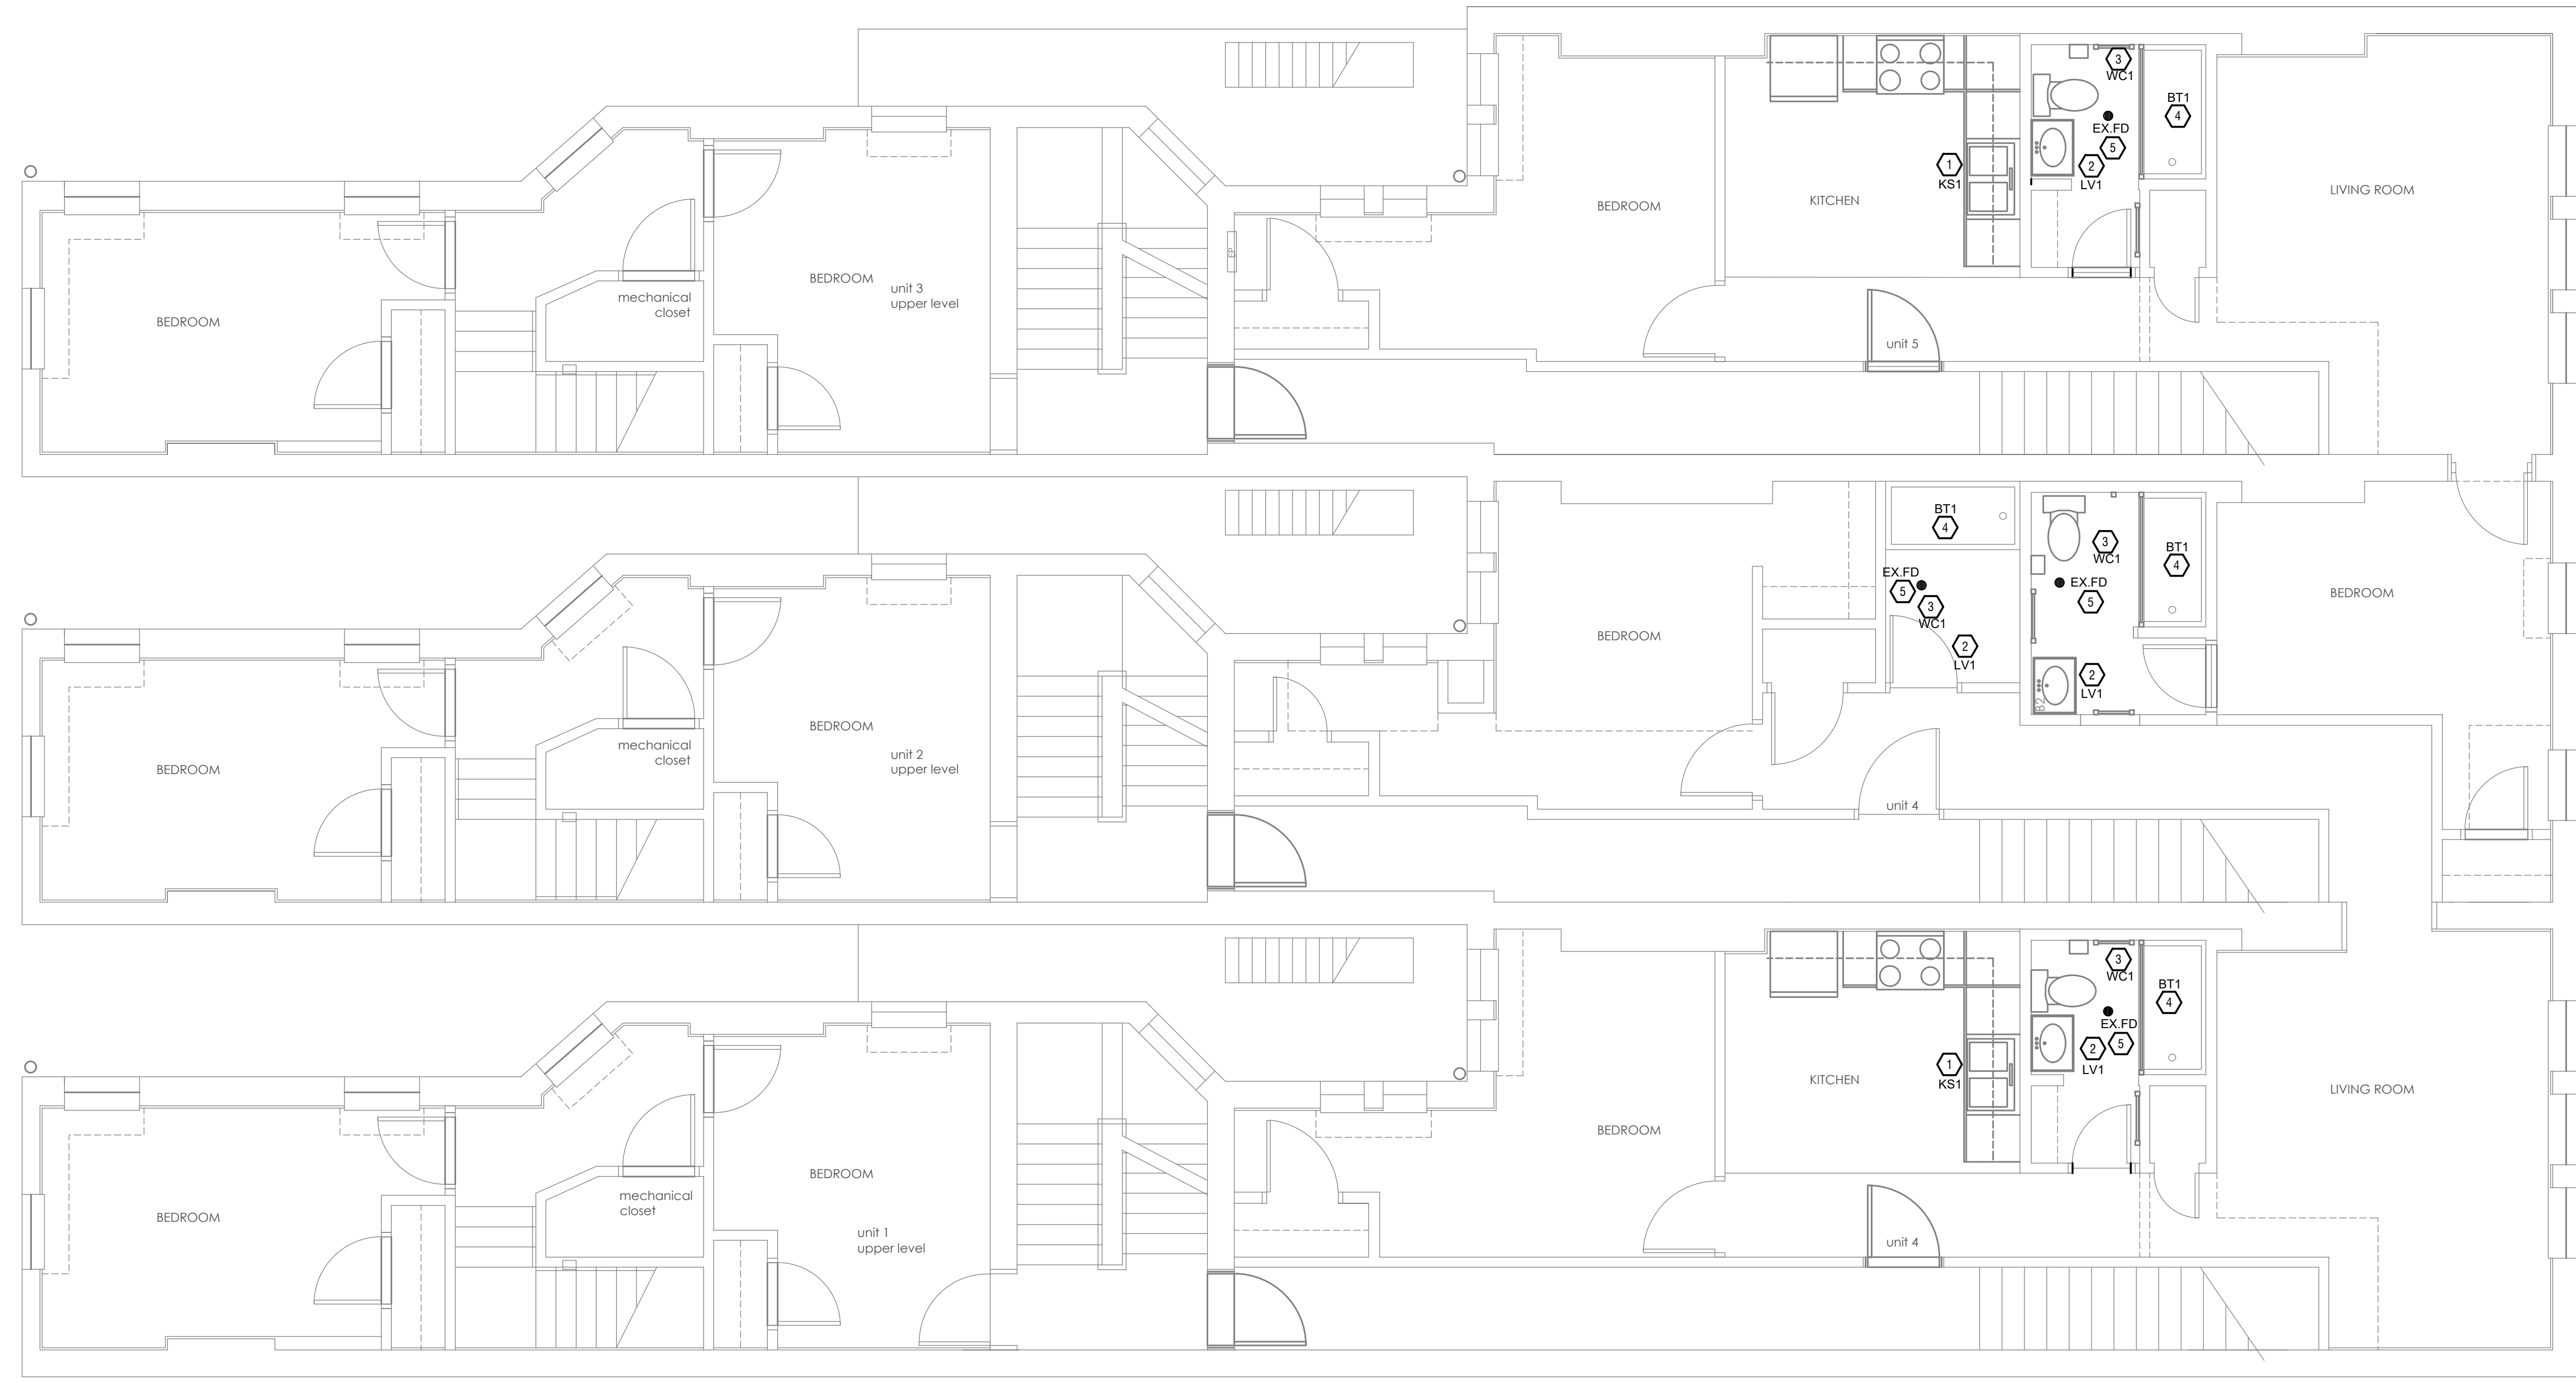 3
WC1
BT1
4
EX.FD
5
1
KS1
2
LV1
BEDROOM
KITCHEN
LIVING ROOM
EP
BEDROOM
unit 3
upper level
mechanical
closet
BEDROOM
unit 5
BT1
4
3
WC1
BT1
4
EX.FD
5
3
WC1
EX.FD
5
BEDROOM
BEDROOM
2
LV1
2
LV1
B2
BEDROOM
unit 2
upper level
mechanical
closet
BEDROOM
unit 4
3
WC1
BT1
4
EX.FD
5
2
LV1
1
KS1
KITCHEN
LIVING ROOM
BEDROOM
BEDROOM
mechanical
closet
BEDROOM
unit 1
upper level
unit 4